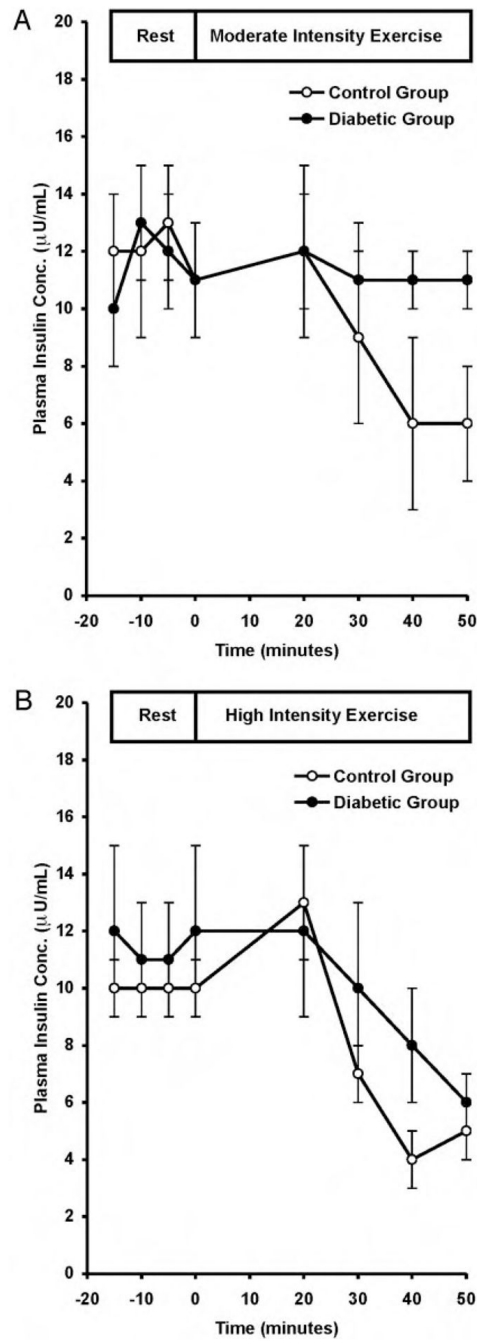 A
Rest Moderate Intensity Exercise
Control Group
Diabetic Group
Plasma Insulin Conc. (μU/mL)
20
18
16
14
12
10
8
6
4
2
0
-20 -10 0 10 20 30 40 50
Time (minutes)
B
Rest High Intensity Exercise
Control Group
Diabetic Group
Plasma Insulin Conc. (μU/mL)
20
18
16
14
12
10
8
6
4
2
0
-20 -10 0 10 20 30 40 50
Time (minutes)